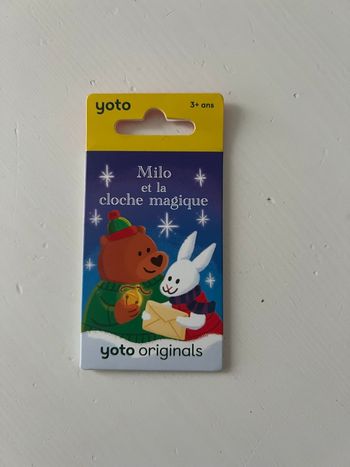 yoto
3+ ans
Milo
et la
cloche magique
yoto originals